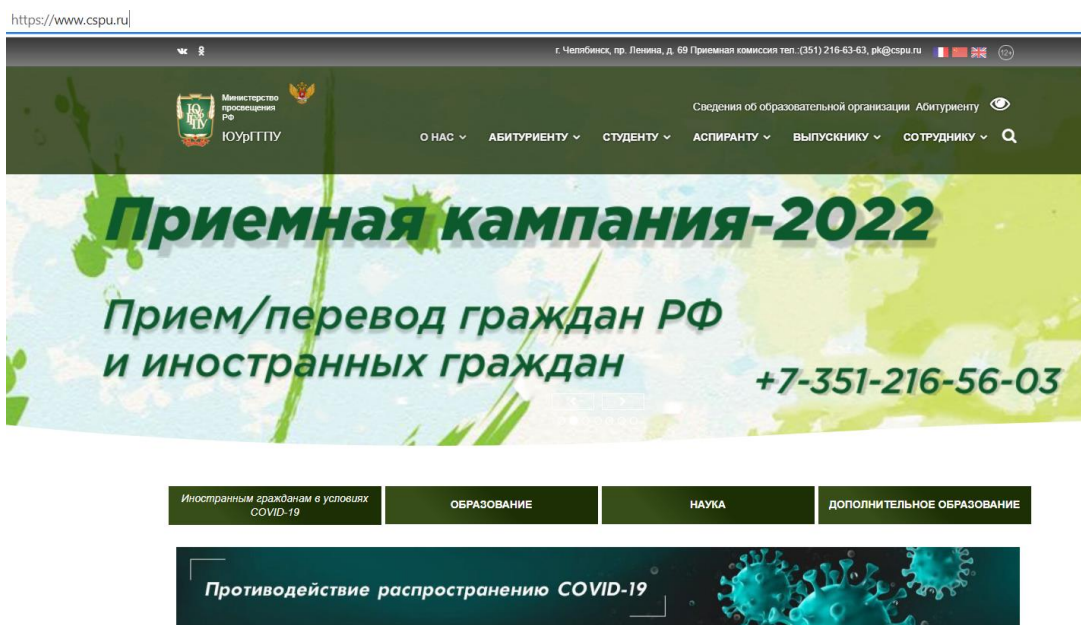 https://www.cspu.ru
г. Челябинск, пр. Ленина, д. 69 Приемная комиссия тел.:(351) 216-63-63, pk@cspu.ru 12+
Министерство
просвещения
РФ
ЮУрГГПУ
Сведения об образовательной организации Абитуриенту
О НАС АБИТУРИЕНТУ СТУДЕНТУ АСПИРАНТУ ВЫПУСКНИКУ СОТРУДНИКУ
Приемная кампания-2022
Прием/перевод граждан РФ
и иностранных граждан
+7-351-216-56-03
Иностранным гражданам в условиях
COVID-19
ОБРАЗОВАНИЕ
НАУКА
ДОПОЛНИТЕЛЬНОЕ ОБРАЗОВАНИЕ
Противодействие распространению COVID-19